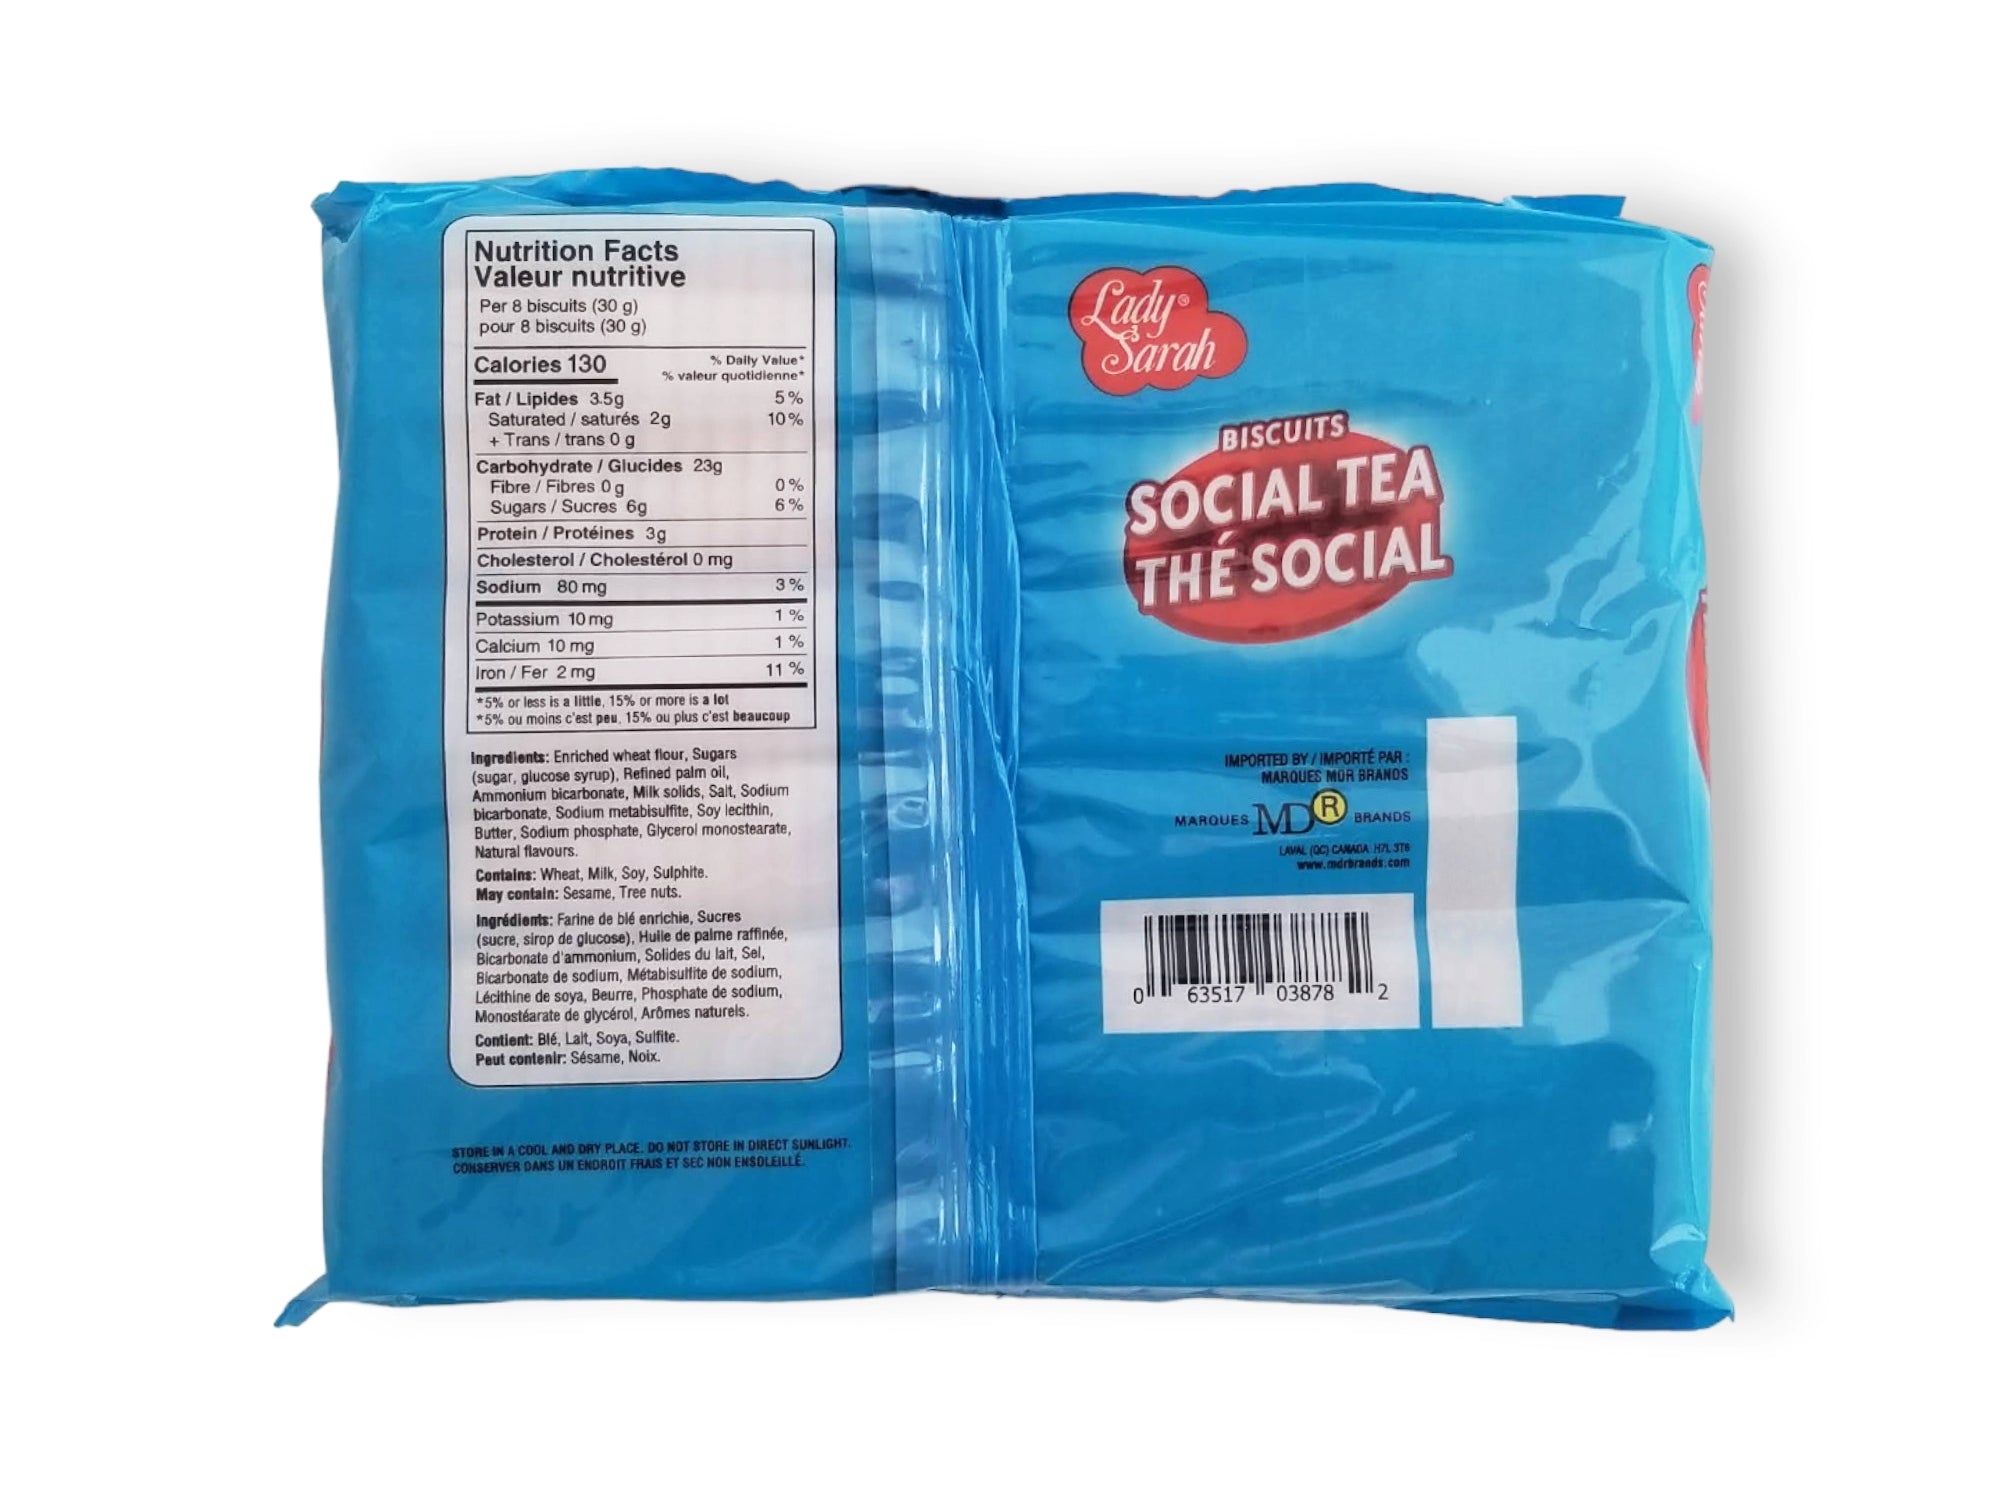 Nutrition Facts
Valeur nutritive
Per 8 biscuits (30 g)
pour 8 biscuits (30 g)
Calories 130
% Daily Value*
% valeur quotidienne*
Fat / Lipides 3.5g 5 %
Saturated / saturés 2g 10 %
+ Trans / trans 0 g
Carbohydrate / Glucides 23g
Fibre / Fibres 0 g 0 %
Sugars / Sucres 6g 6 %
Protein / Protéines 3g
Cholesterol / Cholestérol 0 mg
Sodium 80 mg 3 %
Potassium 10 mg 1 %
Calcium 10 mg 1 %
Iron / Fer 2 mg 11 %
*5% or less is a little, 15% or more is a lot
*5% ou moins c'est peu, 15% ou plus c'est beaucoup
Ingredients: Enriched wheat flour, Sugars
(sugar, glucose syrup), Refined palm oil,
Ammonium bicarbonate, Milk solids, Salt, Sodium
bicarbonate, Sodium metabisulfite, Soy lecithin,
Butter, Sodium phosphate, Glycerol monostearate,
Natural flavours.
Contains: Wheat, Milk, Soy, Sulphite.
May contain: Sesame, Tree nuts.
Ingrédients: Farine de blé enrichie, Sucres
(sucre, sirop de glucose), Huile de palme raffinée,
Bicarbonate d'ammonium, Solides du lait, Sel,
Bicarbonate de sodium, Métabisulfite de sodium,
Lécithine de soya, Beurre, Phosphate de sodium,
Monostéarate de glycérol, Arômes naturels.
Contient: Blé, Lait, Soya, Sulfite.
Peut contenir: Sésame, Noix.
STORE IN A COOL AND DRY PLACE. DO NOT STORE IN DIRECT SUNLIGHT.
CONSERVER DANS UN ENDROIT FRAIS ET SEC NON ENSOLEILLÉ.
Lady®
Sarah
BISCUITS
SOCIAL TEA
THÉ SOCIAL
IMPORTED BY / IMPORTÉ PAR :
MARQUES MDR BRANDS
MARQUES MDR BRANDS
LAVAL (QC) CANADA H7L 3T6
www.mdrbrands.com
0 63517 03878 2